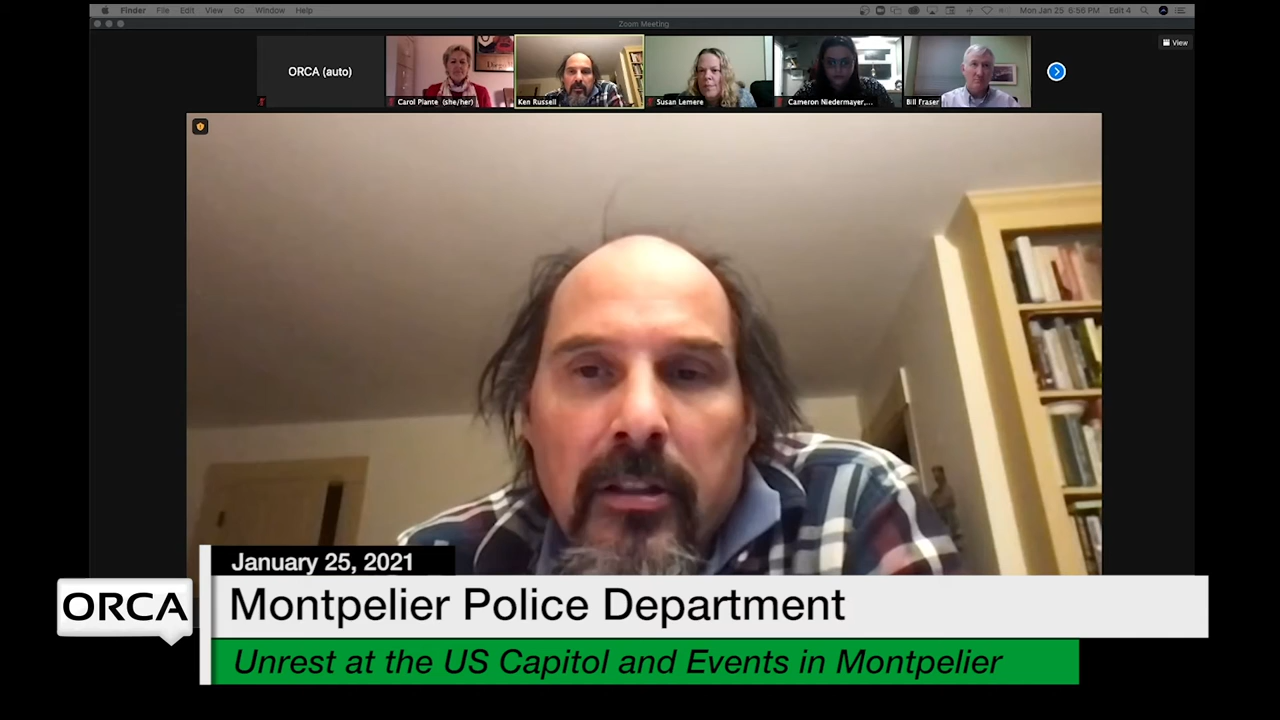 Finder File Edit View Go Window Help
Mon Jan 25 6:56 PM Edit 4
Zoom Meeting
ORCA (auto)
View
Carol Plante (she/her)
Ken Russell
Susan Lemere
Cameron Niedermayer,...
Bill Fraser
January 25, 2021
ORCA
Montpelier Police Department
Unrest at the US Capitol and Events in Montpelier